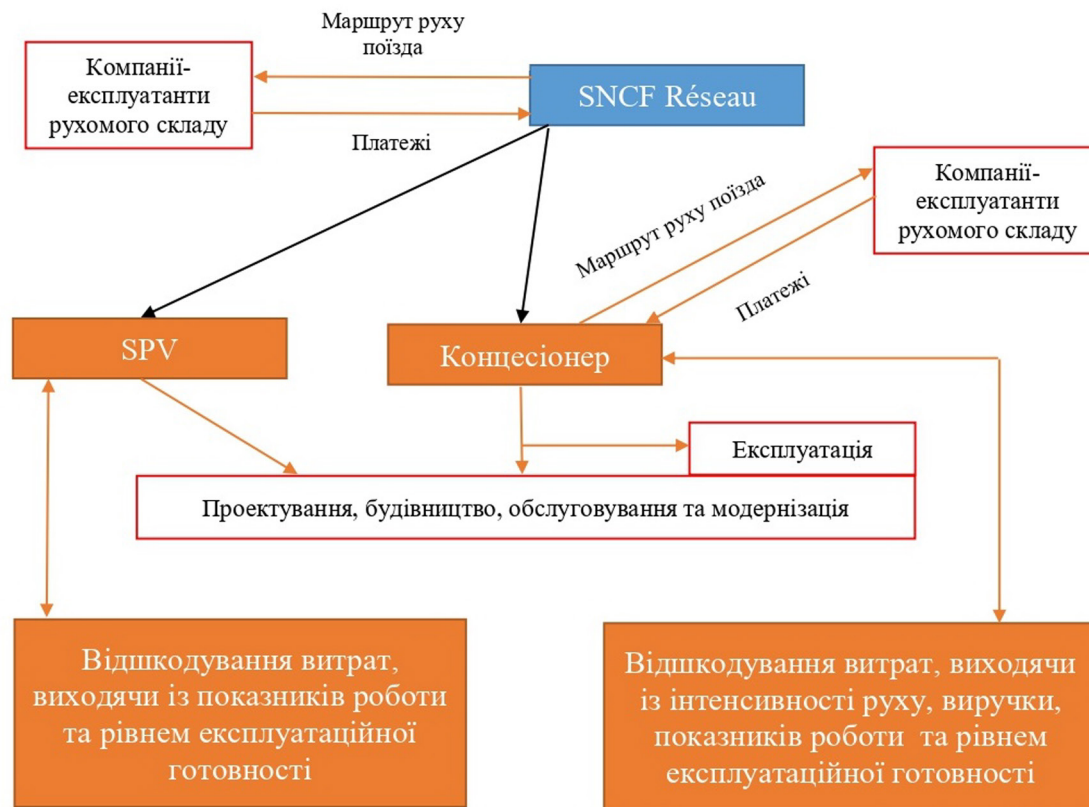 Маршрут руху
поїзда
Компанії-
експлуатанти
рухомого складу
SNCF Réseau
Платежі
Компанії-
експлуатанти
рухомого складу
Маршрут руху поїзда
Платежі
SPV
Концесіонер
Експлуатація
Проектування, будівництво, обслуговування та модернізація
Відшкодування витрат,
виходячи із показників роботи
та рівнем експлуатаційної
готовності
Відшкодування витрат, виходячи
із інтенсивності руху, виручки,
показників роботи та рівнем
експлуатаційної готовності